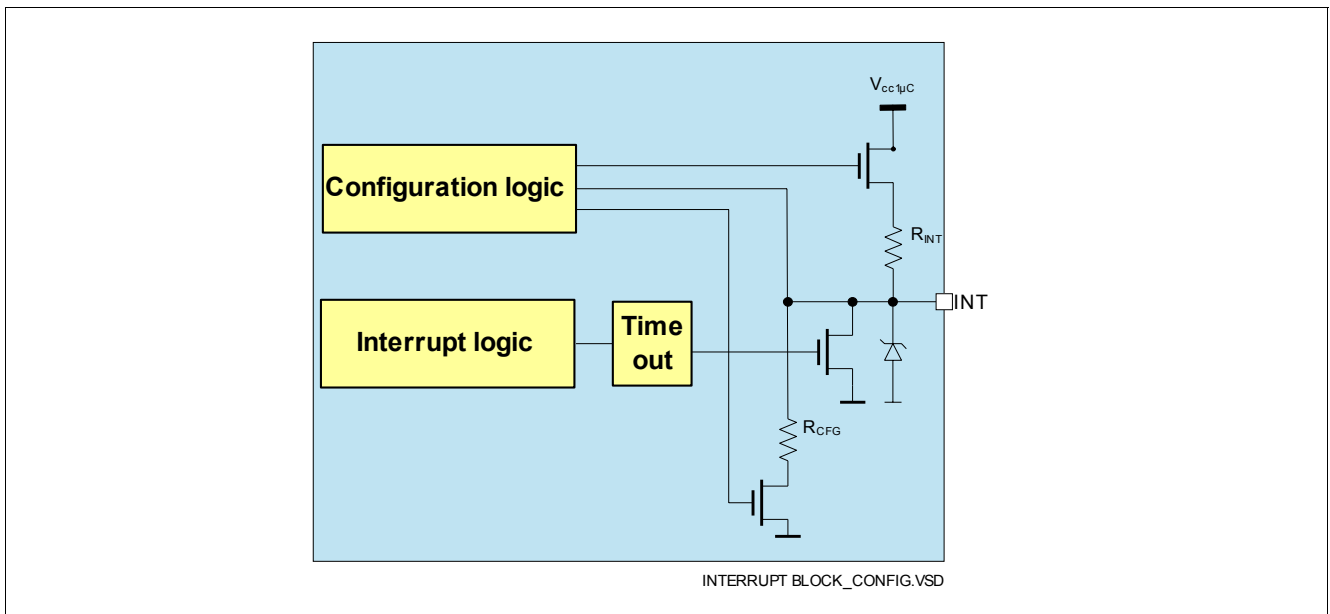 Vcc1µC
Configuration logic
RINT
INT
Interrupt logic
Time
out
RCFG
INTERRUPT BLOCK_CONFIG.VSD